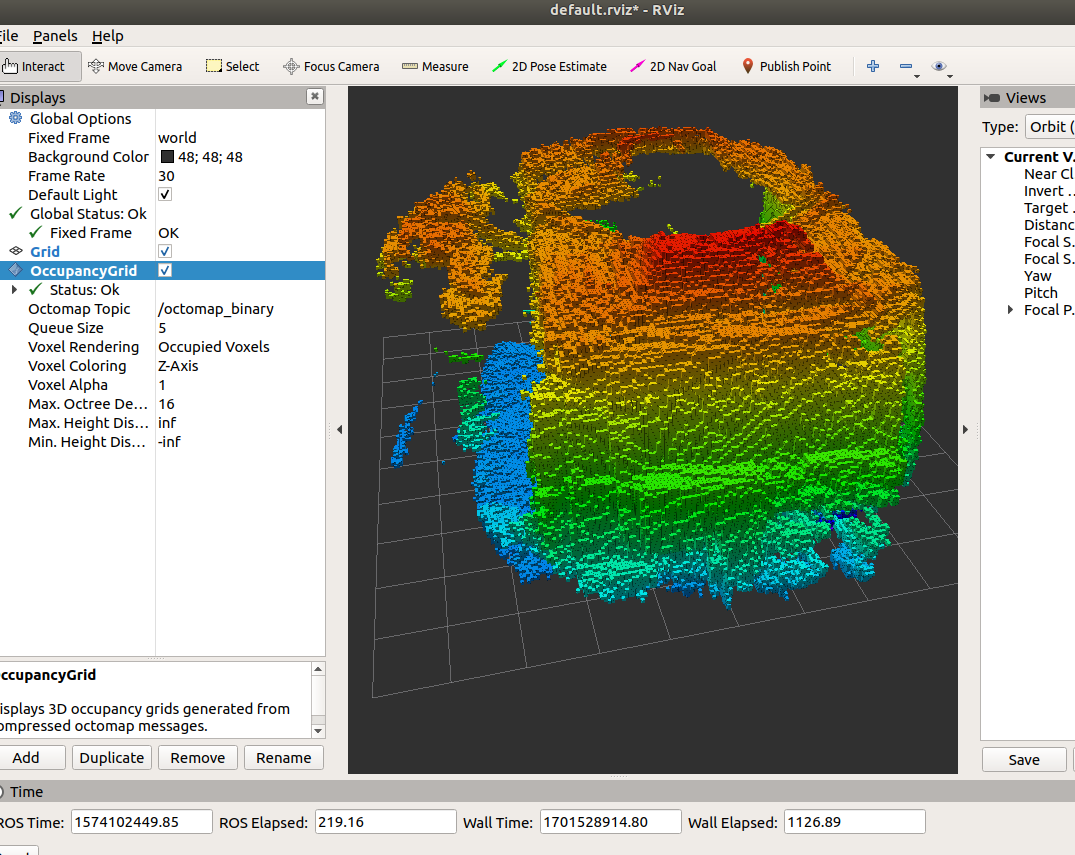 default.rviz* - RViz
File Panels Help
Interact Move Camera Select Focus Camera Measure 2D Pose Estimate 2D Nav Goal Publish Point
Displays
Global Options
Fixed Frame world
Background Color 48; 48; 48
Frame Rate 30
Default Light
Global Status: Ok
Fixed Frame OK
Grid
OccupancyGrid
Status: Ok
Octomap Topic /octomap_binary
Queue Size 5
Voxel Rendering Occupied Voxels
Voxel Coloring Z-Axis
Voxel Alpha 1
Max. Octree De... 16
Max. Height Dis... inf
Min. Height Dis... -inf
ccupancyGrid
isplays 3D occupancy grids generated from
ompressed octomap messages.
Add Duplicate Remove Rename
Views
Type: Orbit (
Current V.
Near Cl
Invert ..
Target ..
Distanc
Focal S.
Focal S.
Yaw
Pitch
Focal P.
Save
Time
ROS Time: 1574102449.85 ROS Elapsed: 219.16 Wall Time: 1701528914.80 Wall Elapsed: 1126.89